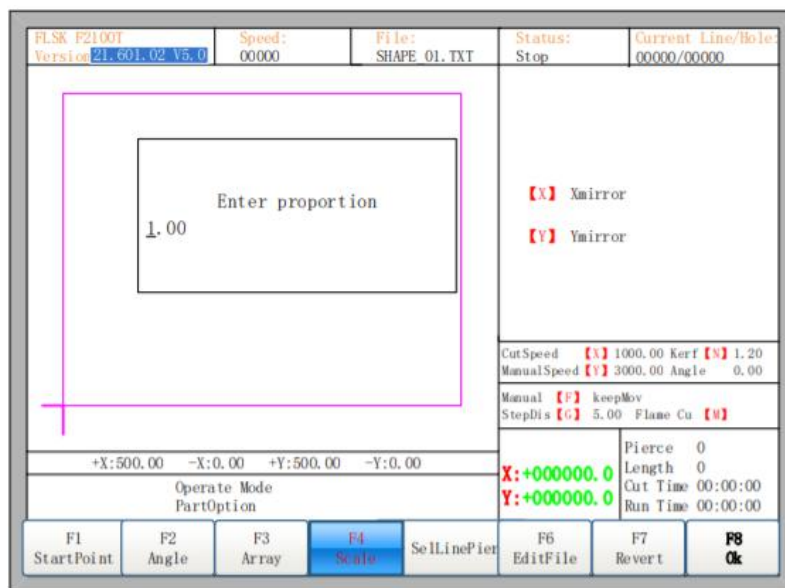 FLSK F2100T
Version 21.601.02 V5.0
Speed:
00000
File:
SHAPE_01.TXT
Status:
Stop
Current Line/Hole:
00000/00000
Enter proportion
1.00
【X】 Xmirror
【Y】 Ymirror
CutSpeed 【X】 1000.00 Kerf 【N】 1.20
ManualSpeed 【Y】 3000.00 Angle 0.00
Manual 【F】 keepMov
StepDis 【G】 5.00 Flame Cu 【M】
+X:500.00 -X:0.00 +Y:500.00 -Y:0.00
Operate Mode
PartOption
X:+000000.0
Y:+000000.0
Pierce 0
Length 0
Cut Time 00:00:00
Run Time 00:00:00
F1
StartPoint
F2
Angle
F3
Array
F4
Scale
SelLinePier
F6
EditFile
F7
Revert
F8
Ok